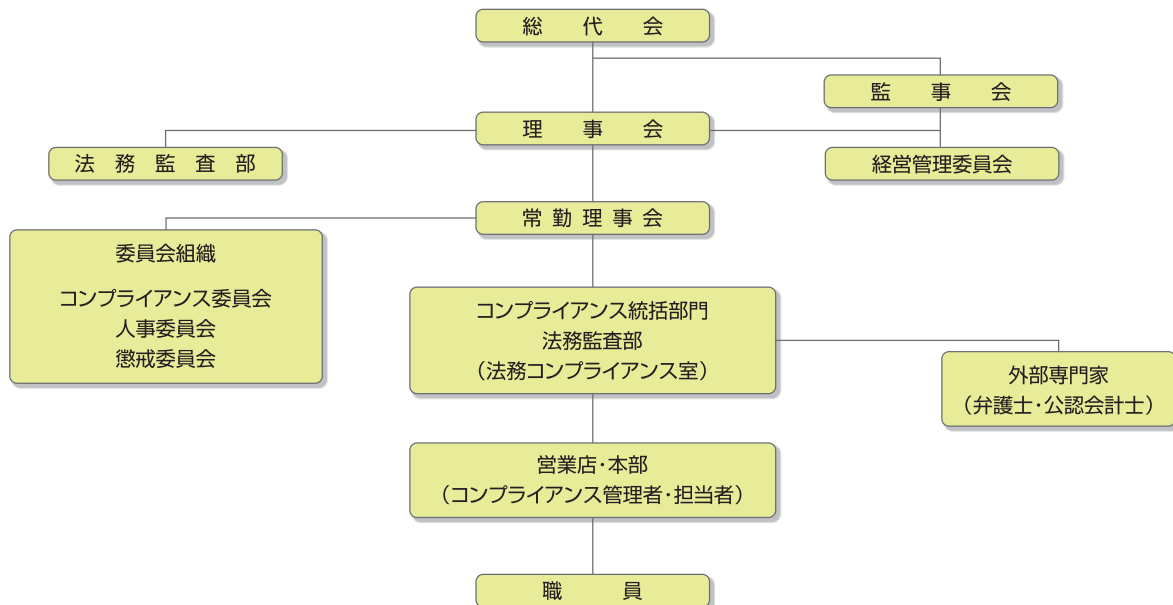 総代会
監事会
理事会
法務監査部
経営管理委員会
常勤理事会
委員会組織
コンプライアンス委員会
人事委員会
懲戒委員会
コンプライアンス統括部門
法務監査部
（法務コンプライアンス室）
外部専門家
（弁護士・公認会計士）
営業店・本部
（コンプライアンス管理者・担当者）
職員